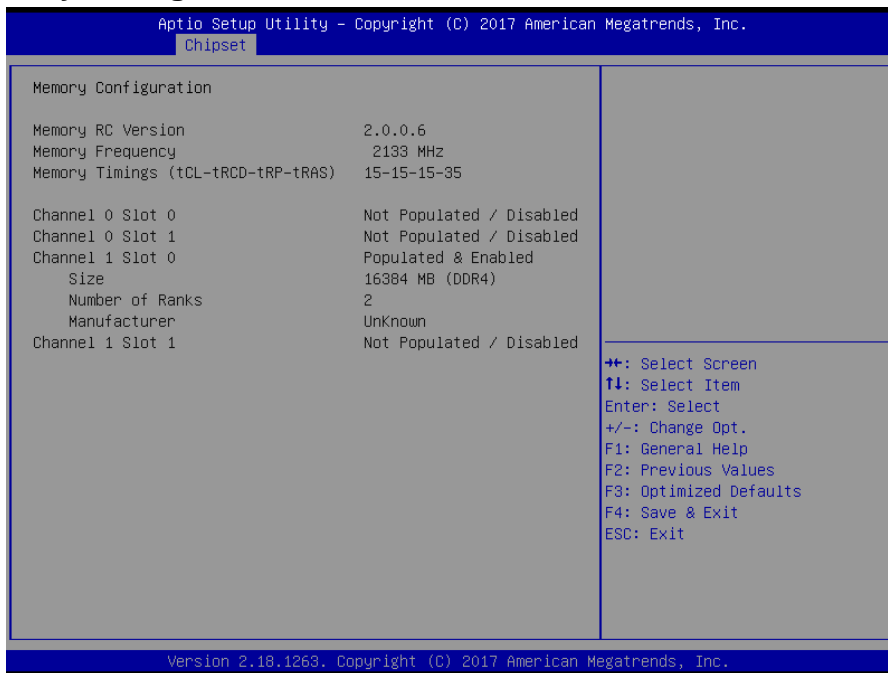 Aptio Setup Utility – Copyright (C) 2017 American Megatrends, Inc.
Chipset
Memory Configuration
Memory RC Version 2.0.0.6
Memory Frequency 2133 MHz
Memory Timings (tCL-tRCD-tRP-tRAS) 15-15-15-35
Channel 0 Slot 0 Not Populated / Disabled
Channel 0 Slot 1 Not Populated / Disabled
Channel 1 Slot 0 Populated & Enabled
Size 16384 MB (DDR4)
Number of Ranks 2
Manufacturer UnKnown
Channel 1 Slot 1 Not Populated / Disabled
→←: Select Screen
↑↓: Select Item
Enter: Select
+/-: Change Opt.
F1: General Help
F2: Previous Values
F3: Optimized Defaults
F4: Save & Exit
ESC: Exit
Version 2.18.1263. Copyright (C) 2017 American Megatrends, Inc.